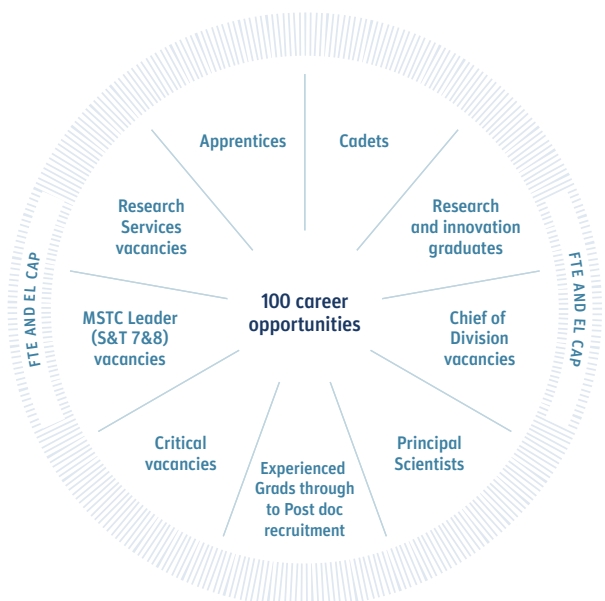 Apprentices
Cadets
Research
Services
vacancies
Research
and innovation
graduates
FTE AND EL CAP
FTE AND EL CAP
100 career
opportunities
MSTC Leader
(S&T 7&8)
vacancies
Chief of
Division
vacancies
Critical
vacancies
Experienced
Grads through
to Post doc
recruitment
Principal
Scientists